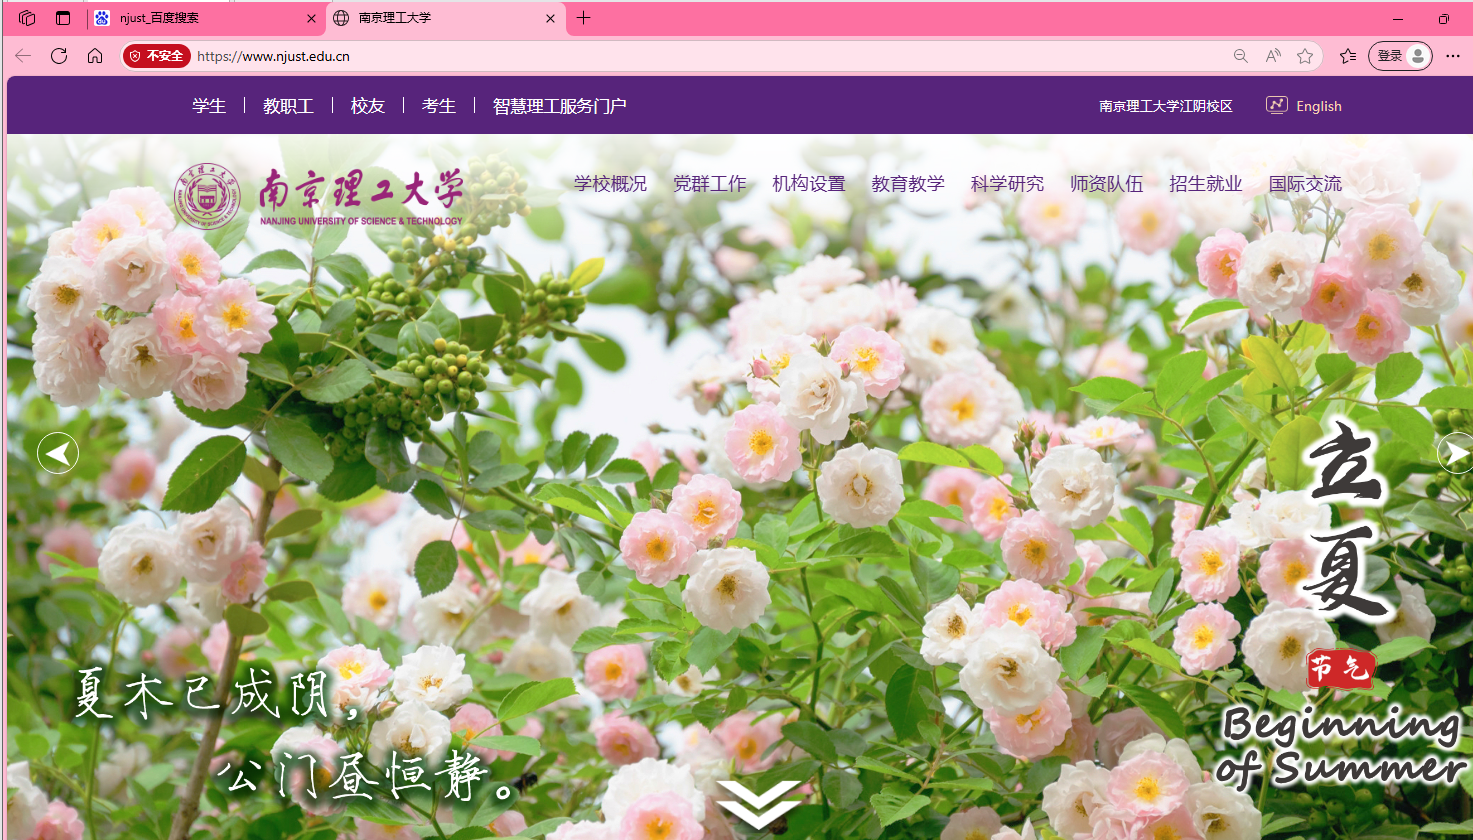 njust_百度搜索
南京理工大学
不安全 https://www.njust.edu.cn
登录
学生 教职工 校友 考生 智慧理工服务门户
南京理工大学江阴校区 English
南京理工大学
NANJING UNIVERSITY OF SCIENCE & TECHNOLOGY
学校概况 党群工作 机构设置 教育教学 科学研究 师资队伍 招生就业 国际交流
立夏
节气
Beginning
of Summer
夏木已成阴，
公门昼恒静。